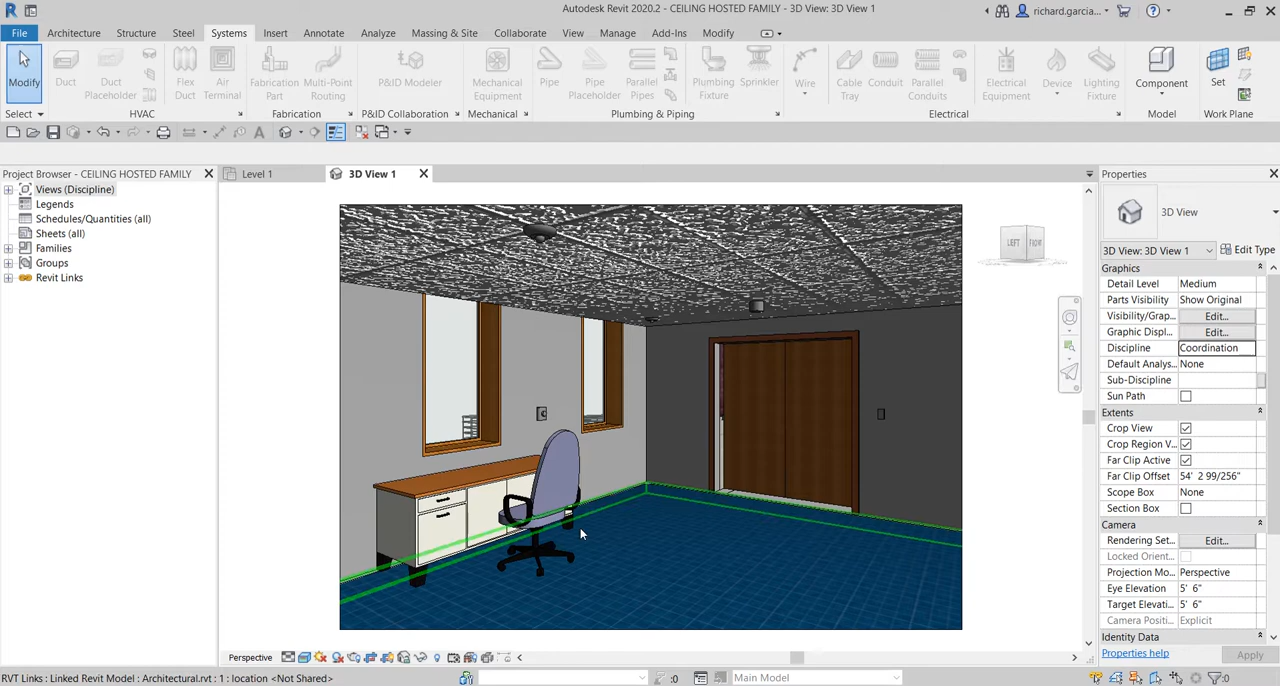 Autodesk Revit 2020.2 - CEILING HOSTED FAMILY - 3D View: 3D View 1
richard.garcia...
File Architecture Structure Steel Systems Insert Annotate Analyze Massing & Site Collaborate View Manage Add-Ins Modify
Modify
Duct
Duct Placeholder
Flex Duct
Air Terminal
Fabrication Part
Multi-Point Routing
P&ID Modeler
Mechanical Equipment
Pipe
Pipe Placeholder
Parallel Pipes
Plumbing Fixture
Sprinkler
Wire
Cable Tray
Conduit
Parallel Conduits
Electrical Equipment
Device
Lighting Fixture
Component
Set
Select HVAC Fabrication P&ID Collaboration Mechanical Plumbing & Piping Electrical Model Work Plane
Project Browser - CEILING HOSTED FAMILY
Views (Discipline)
Legends
Schedules/Quantities (all)
Sheets (all)
Families
Groups
Revit Links
Level 1
3D View 1
LEFT
Properties
3D View
3D View: 3D View 1 Edit Type
Graphics
Detail Level Medium
Parts Visibility Show Original
Visibility/Grap... Edit...
Graphic Displ... Edit...
Discipline Coordination
Default Analys... None
Sub-Discipline
Sun Path
Extents
Crop View
Crop Region V...
Far Clip Active
Far Clip Offset 54' 2 99/256"
Scope Box None
Section Box
Camera
Rendering Set... Edit...
Locked Orient...
Projection Mo... Perspective
Eye Elevation 5' 6"
Target Elevati... 5' 6"
Camera Positi... Explicit
Identity Data
Properties help Apply
Perspective
RVT Links : Linked Revit Model : Architectural.rvt : 1 : location <Not Shared>
:0
Main Model
:0